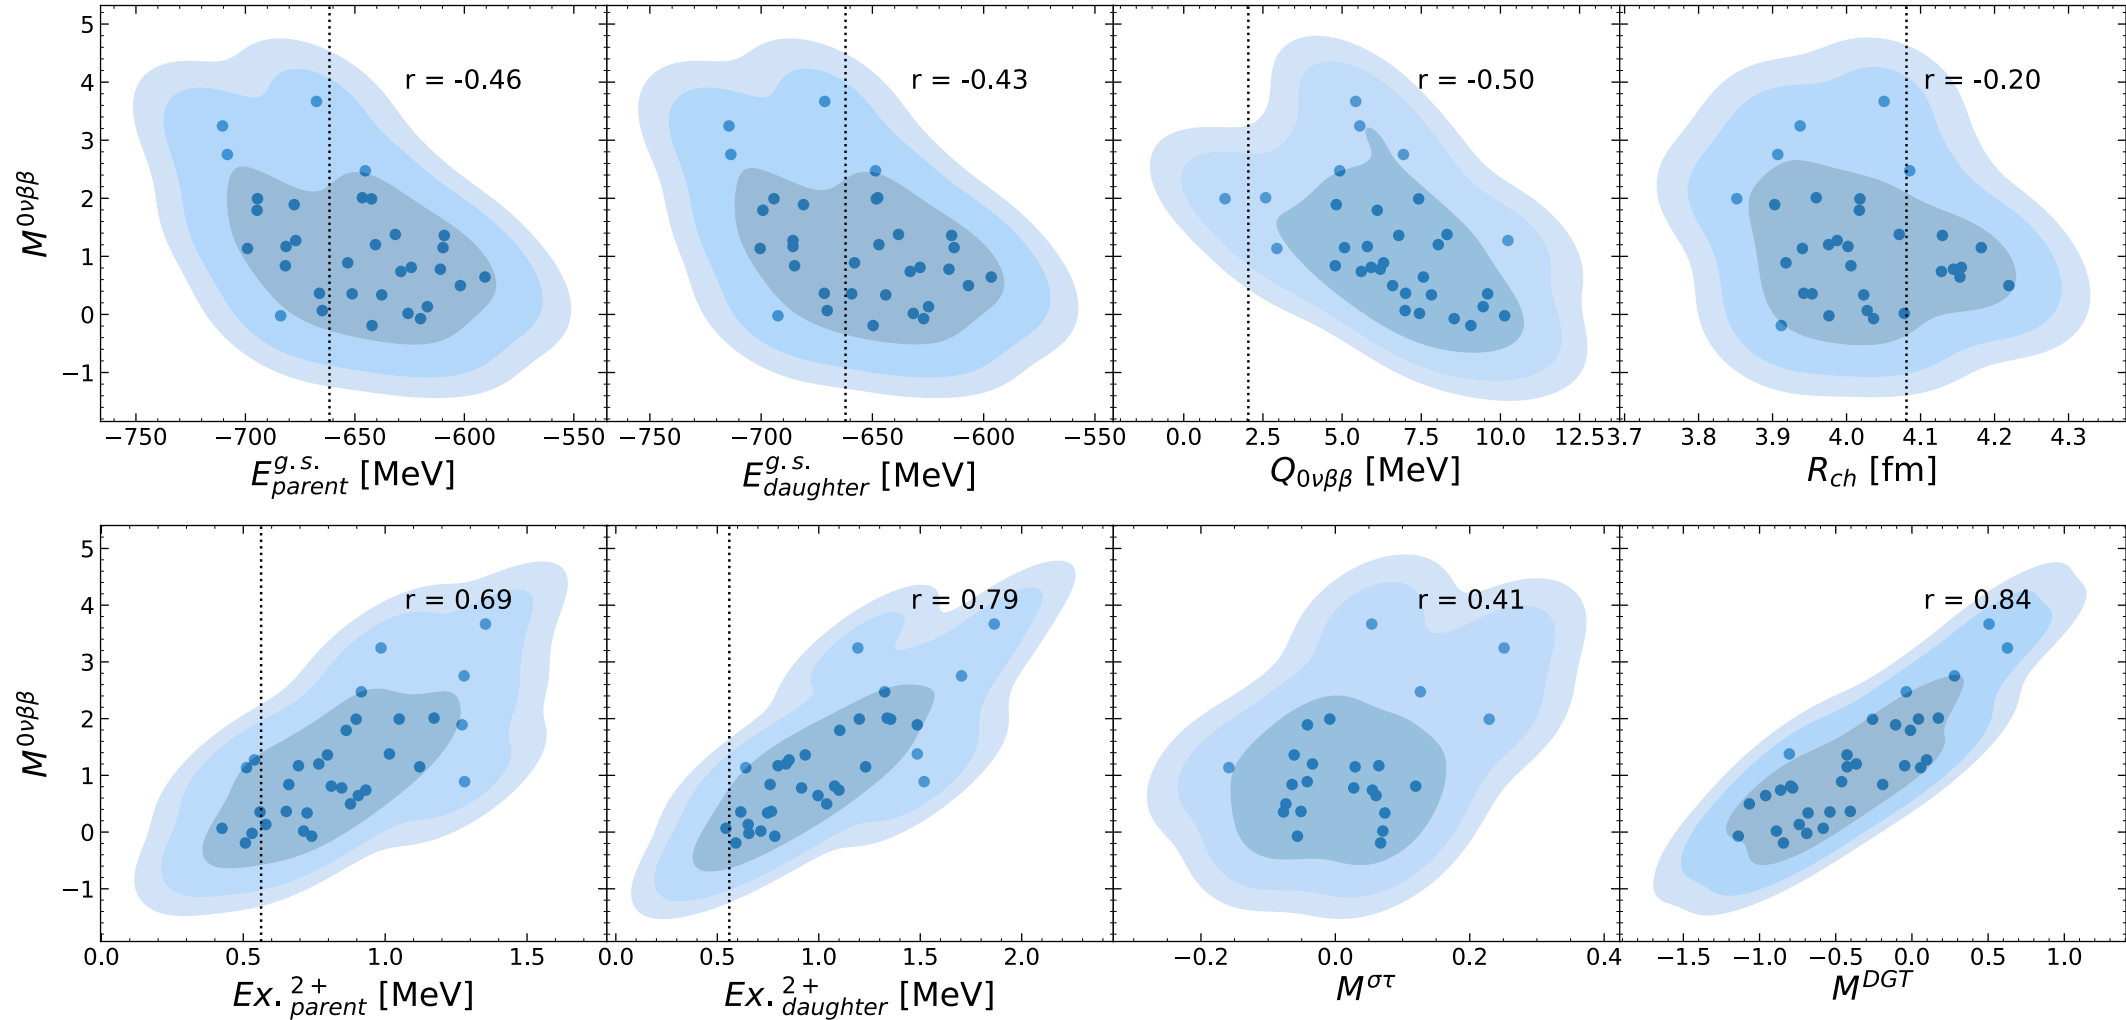 5
4
3
2
1
0
−1
M^{0νββ}
r = -0.46
r = -0.43
r = -0.50
r = -0.20
−750 −700 −650 −600 −550
−750 −700 −650 −600 −550
0.0 2.5 5.0 7.5 10.0 12.5
3.7 3.8 3.9 4.0 4.1 4.2 4.3
E^{g.s.}_{parent} [MeV]
E^{g.s.}_{daughter} [MeV]
Q_{0νββ} [MeV]
R_{ch} [fm]
5
4
3
2
1
0
−1
M^{0νββ}
r = 0.69
r = 0.79
r = 0.41
r = 0.84
0.0 0.5 1.0 1.5
0.0 0.5 1.0 1.5 2.0
−0.2 0.0 0.2 0.4
−1.5 −1.0 −0.5 0.0 0.5 1.0
Ex.^{2+}_{parent} [MeV]
Ex.^{2+}_{daughter} [MeV]
M^{στ}
M^{DGT}